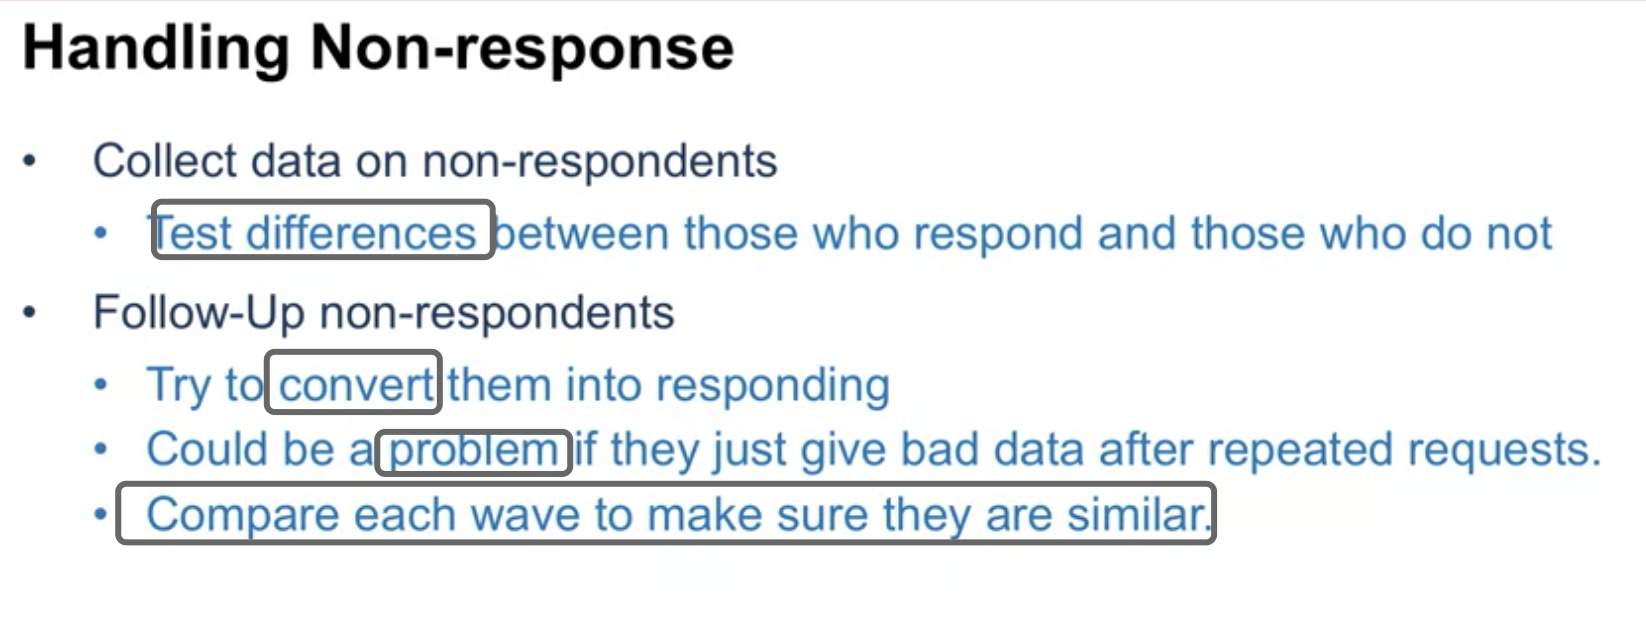 Handling Non-response
• Collect data on non-respondents
• Test differences between those who respond and those who do not
• Follow-Up non-respondents
• Try to convert them into responding
• Could be a problem if they just give bad data after repeated requests.
• Compare each wave to make sure they are similar.